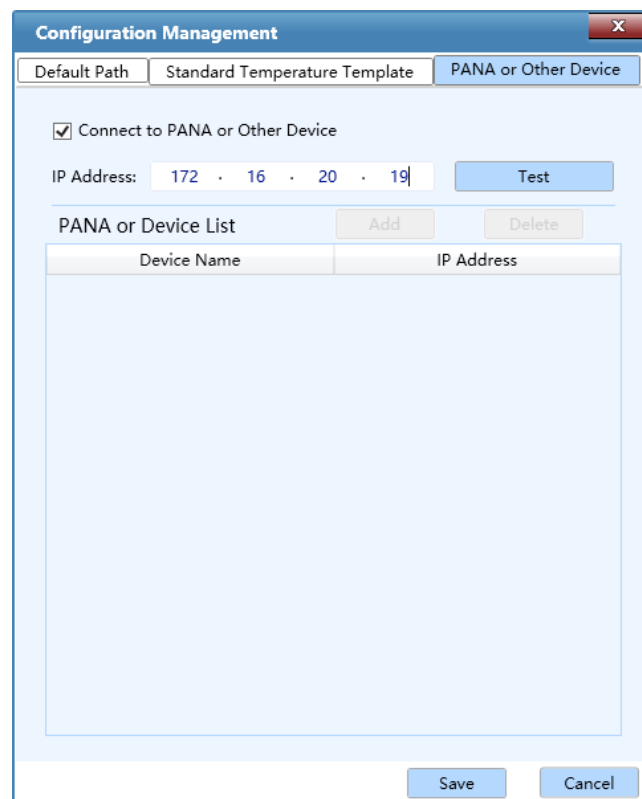 Configuration Management X
Default Path Standard Temperature Template PANA or Other Device
Connect to PANA or Other Device
IP Address: 172 . 16 . 20 . 19 Test
PANA or Device List Add Delete
Device Name IP Address
Save Cancel